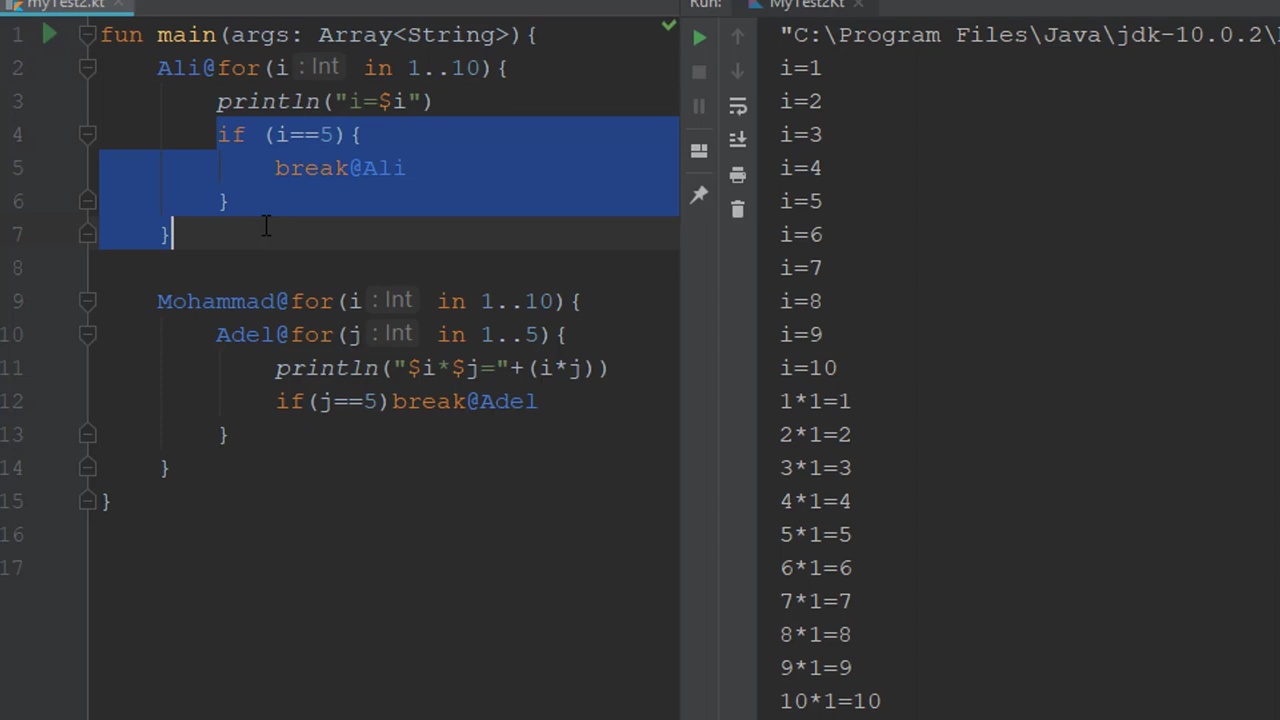 myTest2.kt
1 fun main(args: Array<String>){
2 Ali@for(i :Int in 1..10){
3 println("i=$i")
4 if (i==5){
5 break@Ali
6 }
7 }
8
9 Mohammad@for(i :Int in 1..10){
10 Adel@for(j :Int in 1..5){
11 println("$i*$j="+(i*j))
12 if(j==5)break@Adel
13 }
14 }
15 }
16
17
Run: MyTest2Kt
"C:\Program Files\Java\jdk-10.0.2\
i=1
i=2
i=3
i=4
i=5
i=6
i=7
i=8
i=9
i=10
1*1=1
2*1=2
3*1=3
4*1=4
5*1=5
6*1=6
7*1=7
8*1=8
9*1=9
10*1=10